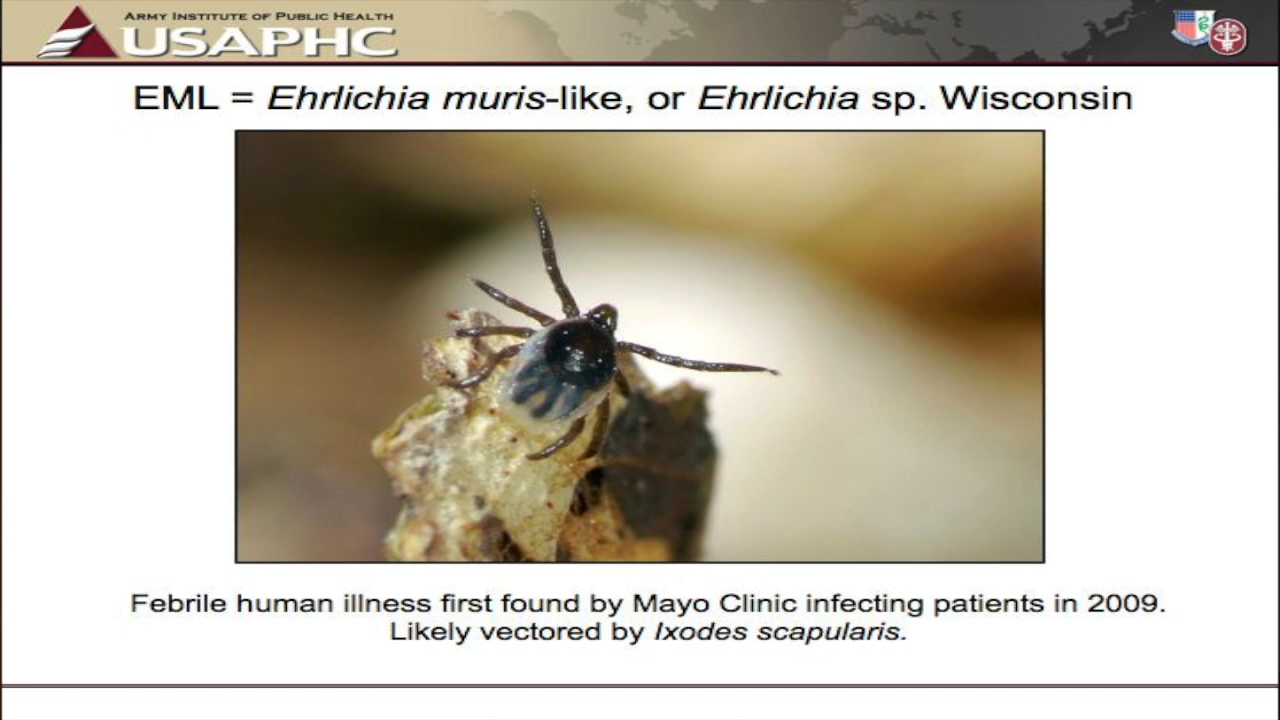 ARMY INSTITUTE OF PUBLIC HEALTH
USAPHC
EML = Ehrlichia muris-like, or Ehrlichia sp. Wisconsin
Febrile human illness first found by Mayo Clinic infecting patients in 2009.
Likely vectored by Ixodes scapularis.